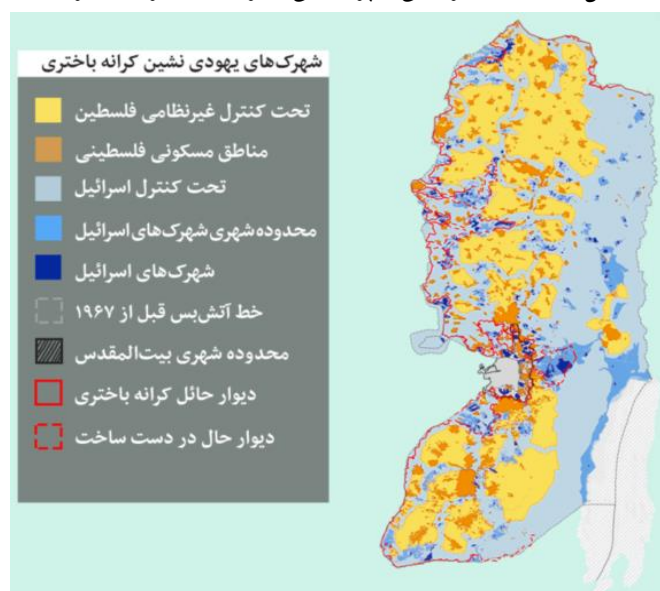 شهرک‌های یهودی نشین کرانه باختری
تحت کنترل غیرنظامی فلسطین
مناطق مسکونی فلسطینی
تحت کنترل اسرائیل
محدوده شهری شهرک‌های اسرائیل
شهرک‌های اسرائیل
خط آتش‌بس قبل از ۱۹۶۷
محدوده شهری بیت‌المقدس
دیوار حائل کرانه باختری
دیوار حال در دست ساخت